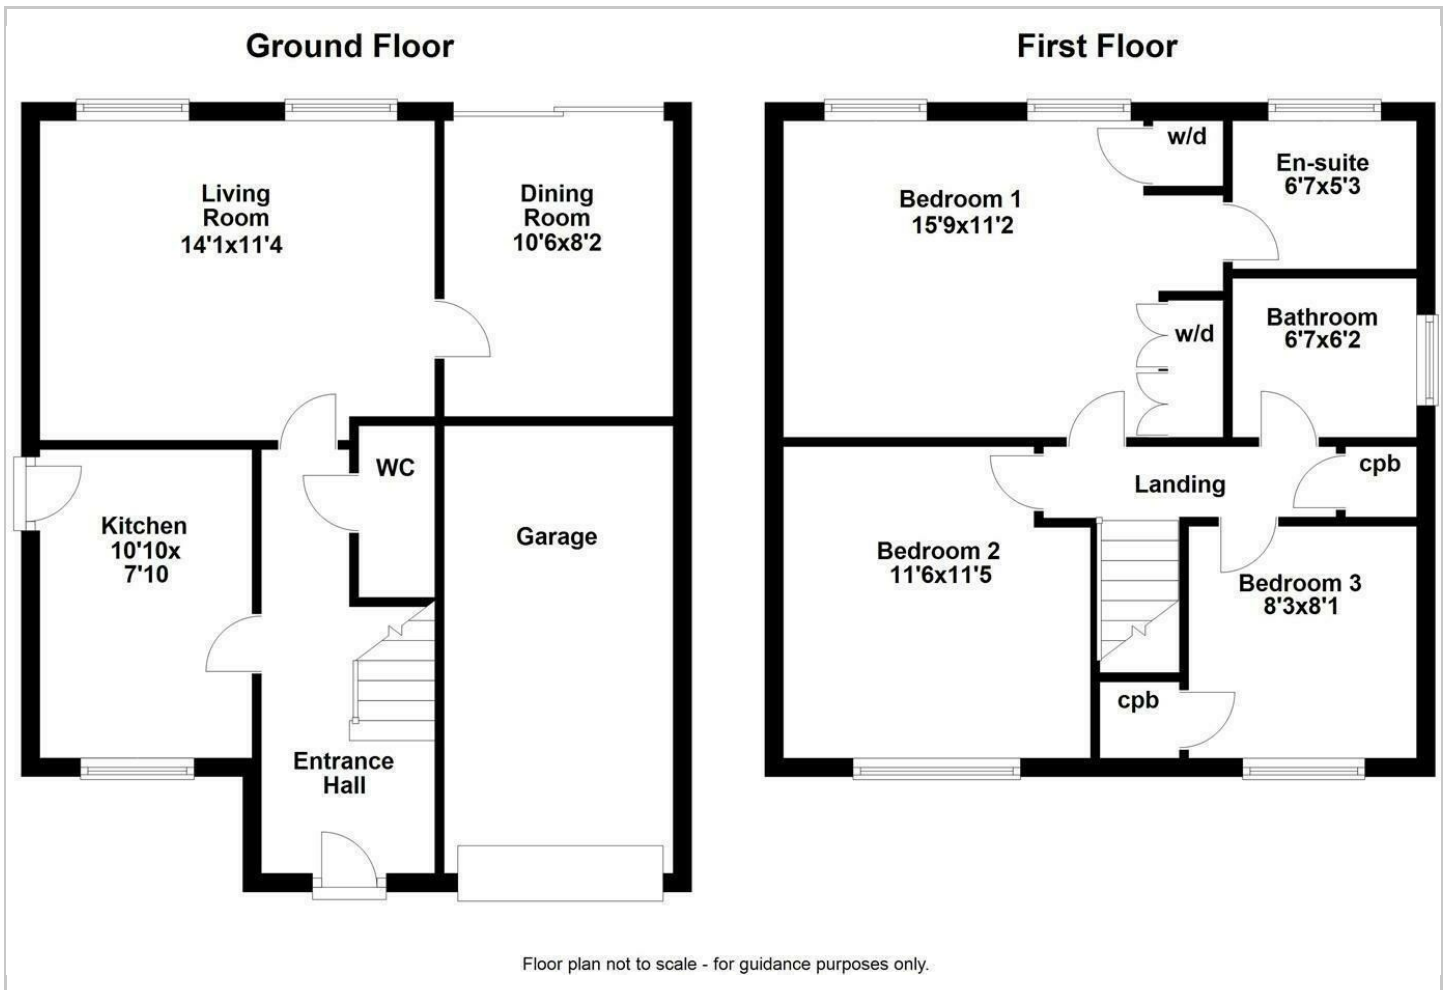 Ground Floor
First Floor
Living
Room
14'1x11'4
Dining
Room
10'6x8'2
Kitchen
10'10x
7'10
WC
Garage
Entrance
Hall
Bedroom 1
15'9x11'2
w/d
En-suite
6'7x5'3
w/d
Bathroom
6'7x6'2
Landing
cpb
Bedroom 2
11'6x11'5
Bedroom 3
8'3x8'1
cpb
Floor plan not to scale - for guidance purposes only.